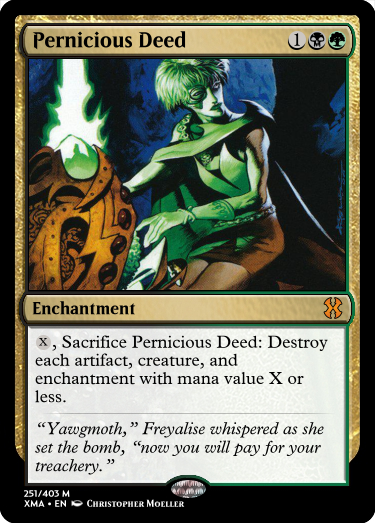 Pernicious Deed 1
Enchantment
X, Sacrifice Pernicious Deed: Destroy
each artifact, creature, and
enchantment with mana value X or
less.
“Yawgmoth,” Freyalise whispered as she
set the bomb, “now you will pay for your
treachery.”
251/403 M
XMA • EN Christopher Moeller